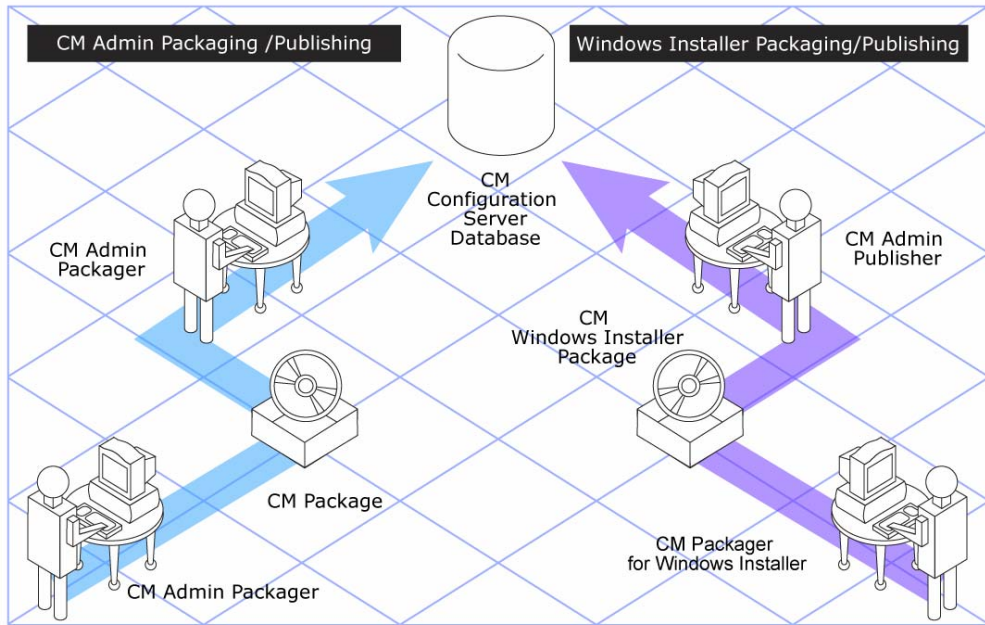 CM Admin Packaging /Publishing
Windows Installer Packaging/Publishing
CM
Configuration
Server
Database
CM Admin
Packager
CM Admin
Publisher
CM
Windows Installer
Package
CM Package
CM Admin Packager
CM Packager
for Windows Installer